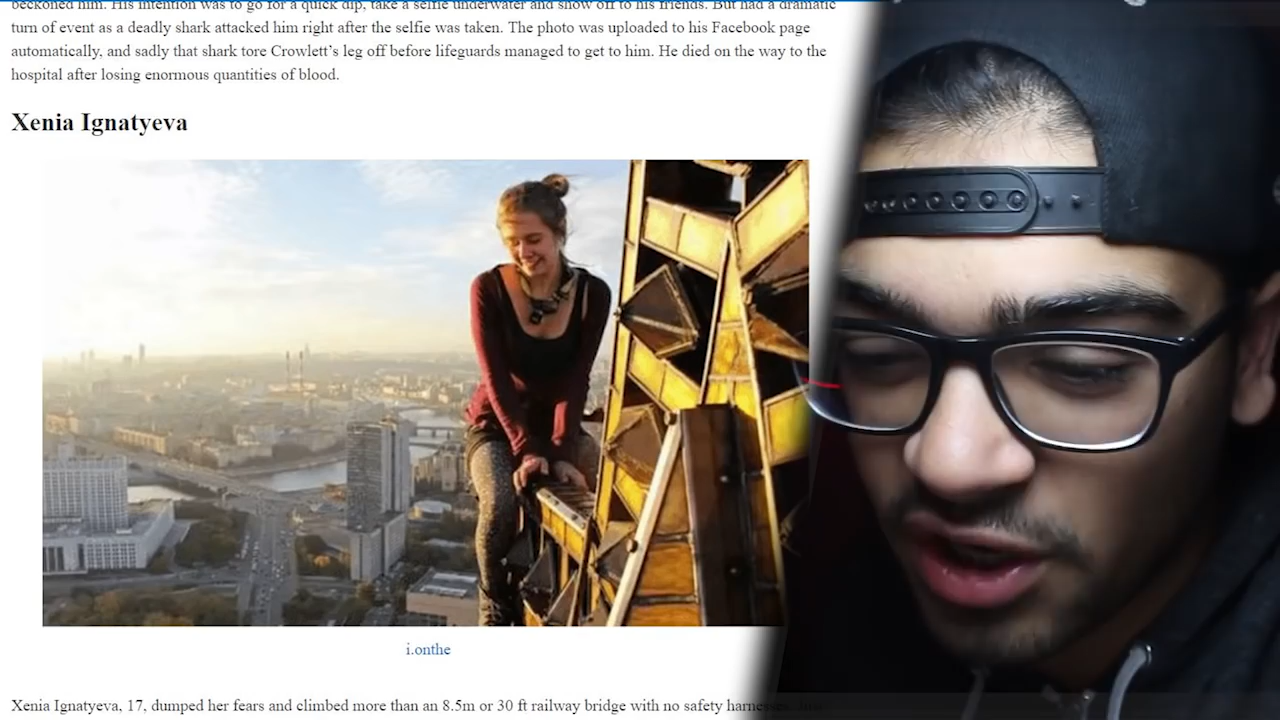 beckoned him. His intention was to go for a quick dip, take a selfie underwater and show off to his friends. But had a dramatic
turn of event as a deadly shark attacked him right after the selfie was taken. The photo was uploaded to his Facebook page
automatically, and sadly that shark tore Crowlett's leg off before lifeguards managed to get to him. He died on the way to the
hospital after losing enormous quantities of blood.
Xenia Ignatyeva
i.onthe
Xenia Ignatyeva, 17, dumped her fears and climbed more than an 8.5m or 30 ft railway bridge with no safety harness.